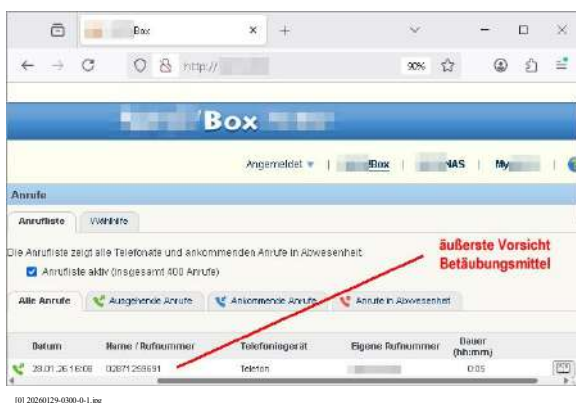 Box
http://
90%
Box
Angemeldet | Box | NAS | My
Anrufe
Anrufliste Wählhilfe
Die Anrufliste zeigt alle Telefonate und ankommenden Anrufe in Abwesenheit
äußerste Vorsicht
Betäubungsmittel
Anrufliste aktiv (insgesamt 400 Anrufe)
Alle Anrufe Ausgehende Anrufe Ankommende Anrufe Anrufe in Abwesenheit
Datum Name / Rufnummer Telefoniegerät Eigene Rufnummer Dauer
(hh:mm)
28.01.26 16:08 Telefon 0:05
[0] 20260129-0300-0-1.jpg